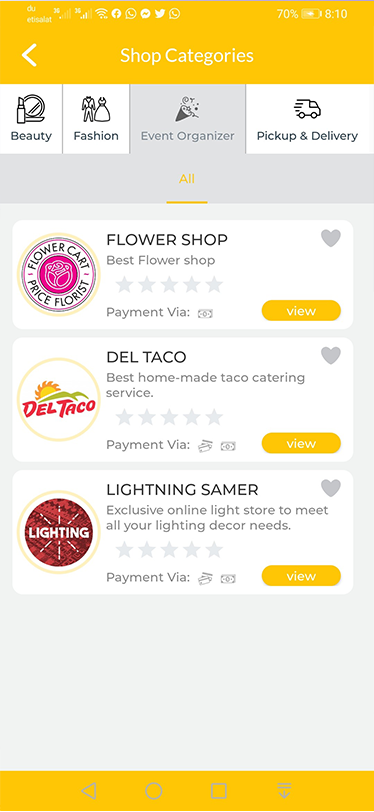 du
etisalat
3G
3G
70%
8:10
Shop Categories
Beauty
Fashion
Event Organizer
Pickup & Delivery
All
FLOWER CART
PRICE FLORIST
FLOWER SHOP
Best Flower shop
Payment Via:
view
DEL TACO
DEL TACO
Best home-made taco catering
service.
Payment Via:
view
LIGHTING
LIGHTNING SAMER
Exclusive online light store to meet
all your lighting decor needs.
Payment Via:
view